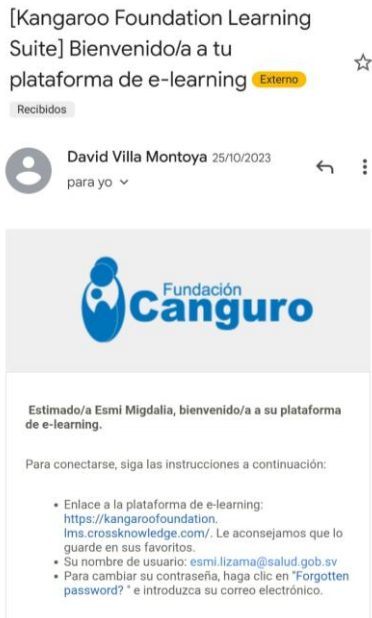 [Kangaroo Foundation Learning
Suite] Bienvenido/a a tu
plataforma de e-learning Externo
Recibidos
David Villa Montoya 25/10/2023
para yo
Fundación
Canguro
Estimado/a Esmi Migdalia, bienvenido/a a su plataforma
de e-learning.
Para conectarse, siga las instrucciones a continuación:
• Enlace a la plataforma de e-learning:
https://kangaroofoundation.
lms.crossknowledge.com/. Le aconsejamos que lo
guarde en sus favoritos.
• Su nombre de usuario: esmi.lizama@salud.gob.sv
• Para cambiar su contraseña, haga clic en "Forgotten
password? " e introduzca su correo electrónico.